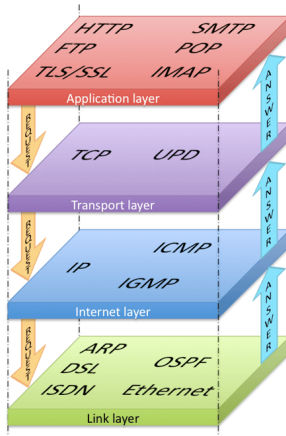 HTTP SMTP
FTP POP
TLS/SSL IMAP
Application layer
REQUEST
ANSWER
TCP UPD
Transport layer
REQUEST
ANSWER
ICMP
IP
IGMP
Internet layer
REQUEST
ANSWER
ARP
OSPF
DSL
ISDN Ethernet
Link layer